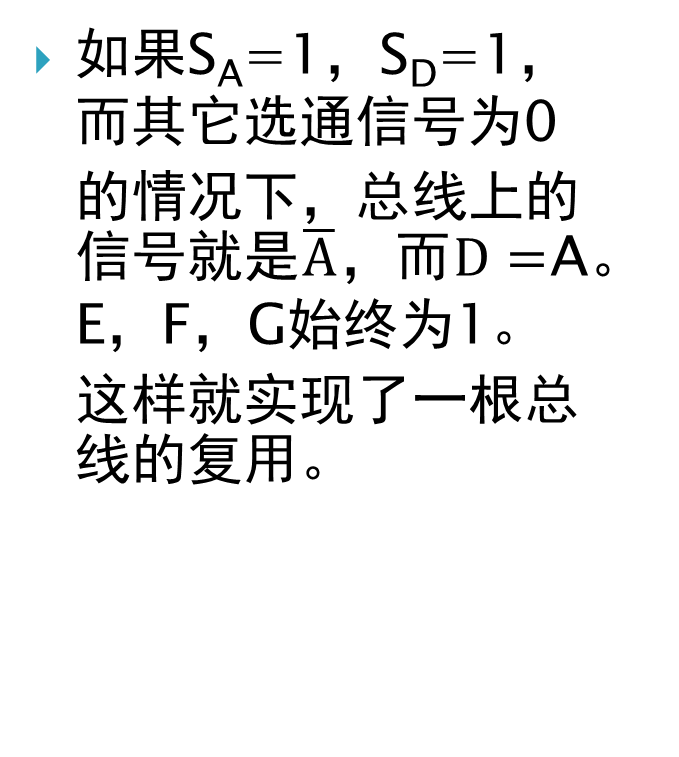 如果S_A=1，S_D=1，
而其它选通信号为0
的情况下，总线上的
信号就是A̅，而D =A。
E，F，G始终为1。
这样就实现了一根总
线的复用。